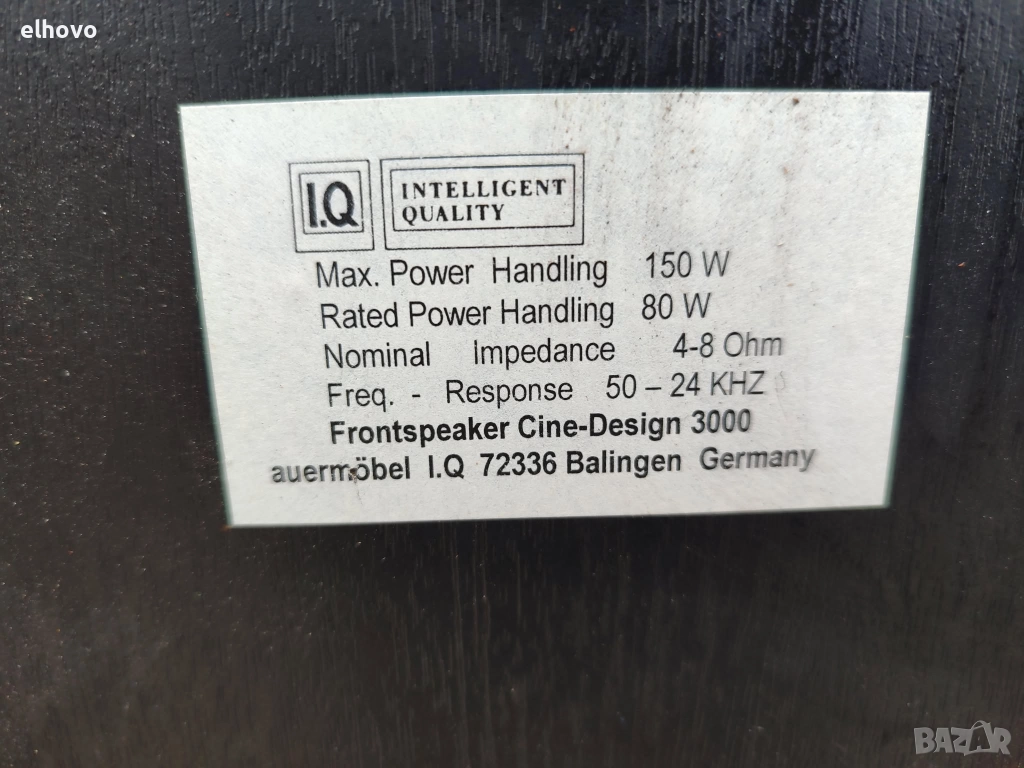 elhovo
I.Q
INTELLIGENT
QUALITY
Max. Power Handling 150 W
Rated Power Handling 80 W
Nominal Impedance 4-8 Ohm
Freq. - Response 50 – 24 KHZ
Frontspeaker Cine-Design 3000
auermöbel I.Q 72336 Balingen Germany
BAZAR